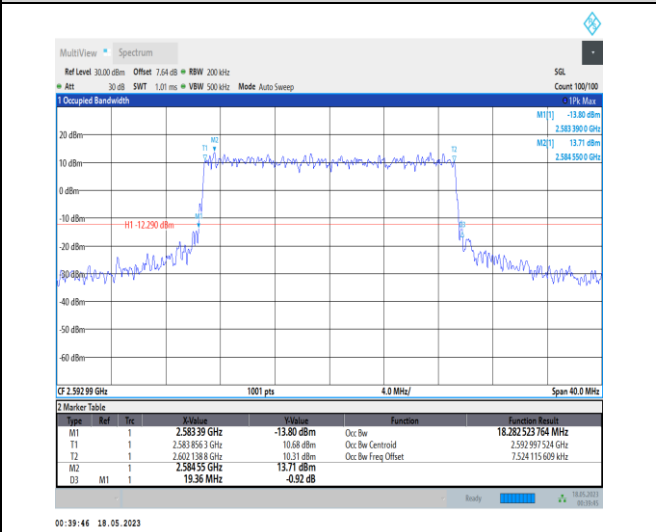 MultiView Spectrum
Ref Level 30.00 dBm Offset 7.64 dB RBW 200 kHz SGL
Att 30 dB SWT 1.01 ms VBW 500 kHz Mode Auto Sweep Count 100/100
1 Occupied Bandwidth 1Pk Max
M1[1] -13.80 dBm
2.583 390 0 GHz
M2[1] 13.71 dBm
2.584 550 0 GHz
20 dBm
T1 M2 T2
10 dBm
0 dBm
-10 dBm
M1 D3
H1 -12.290 dBm
-20 dBm
-30 dBm
-40 dBm
-50 dBm
-60 dBm
CF 2.592 99 GHz 1001 pts 4.0 MHz/ Span 40.0 MHz
2 Marker Table
Type Ref Trc X-Value Y-Value Function Function Result
M1 1 2.583 39 GHz -13.80 dBm Occ Bw 18.282 523 764 MHz
T1 1 2.583 856 3 GHz 10.68 dBm Occ Bw Centroid 2.592 997 524 GHz
T2 1 2.602 138 8 GHz 10.31 dBm Occ Bw Freq Offset 7.524 115 609 kHz
M2 1 2.584 55 GHz 13.71 dBm
D3 M1 1 19.36 MHz -0.92 dB
Ready 18.05.2023
00:39:45
00:39:46 18.05.2023